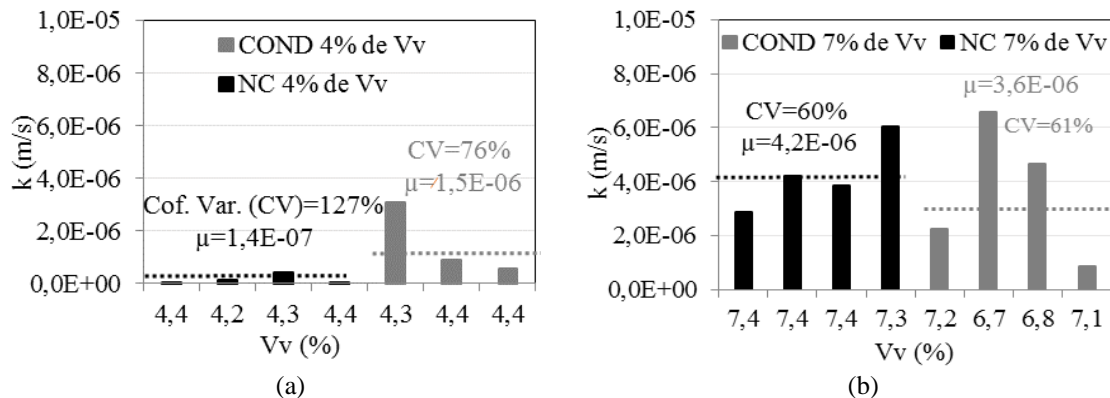 1,0E-05
8,0E-06
6,0E-06
4,0E-06
2,0E-06
0,0E+00
k (m/s)
COND 4% de Vv
NC 4% de Vv
CV=76%
μ=1,5E-06
Cof. Var. (CV)=127%
μ=1,4E-07
4,4 4,2 4,3 4,4 4,3 4,4 4,4
Vv (%)
(a)
1,0E-05
8,0E-06
6,0E-06
4,0E-06
2,0E-06
0,0E+00
k (m/s)
COND 7% de Vv NC 7% de Vv
μ=3,6E-06
CV=60%
μ=4,2E-06
CV=61%
7,4 7,4 7,4 7,3 7,2 6,7 6,8 7,1
Vv (%)
(b)